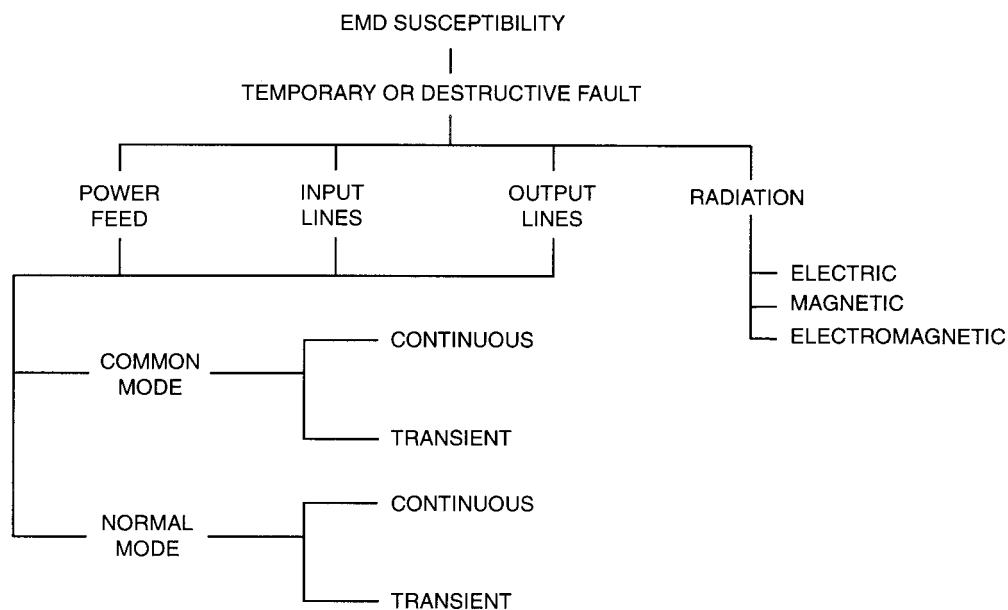 EMD SUSCEPTIBILITY
TEMPORARY OR DESTRUCTIVE FAULT
POWER
FEED
INPUT
LINES
OUTPUT
LINES
RADIATION
ELECTRIC
MAGNETIC
ELECTROMAGNETIC
COMMON
MODE
CONTINUOUS
TRANSIENT
NORMAL
MODE
CONTINUOUS
TRANSIENT